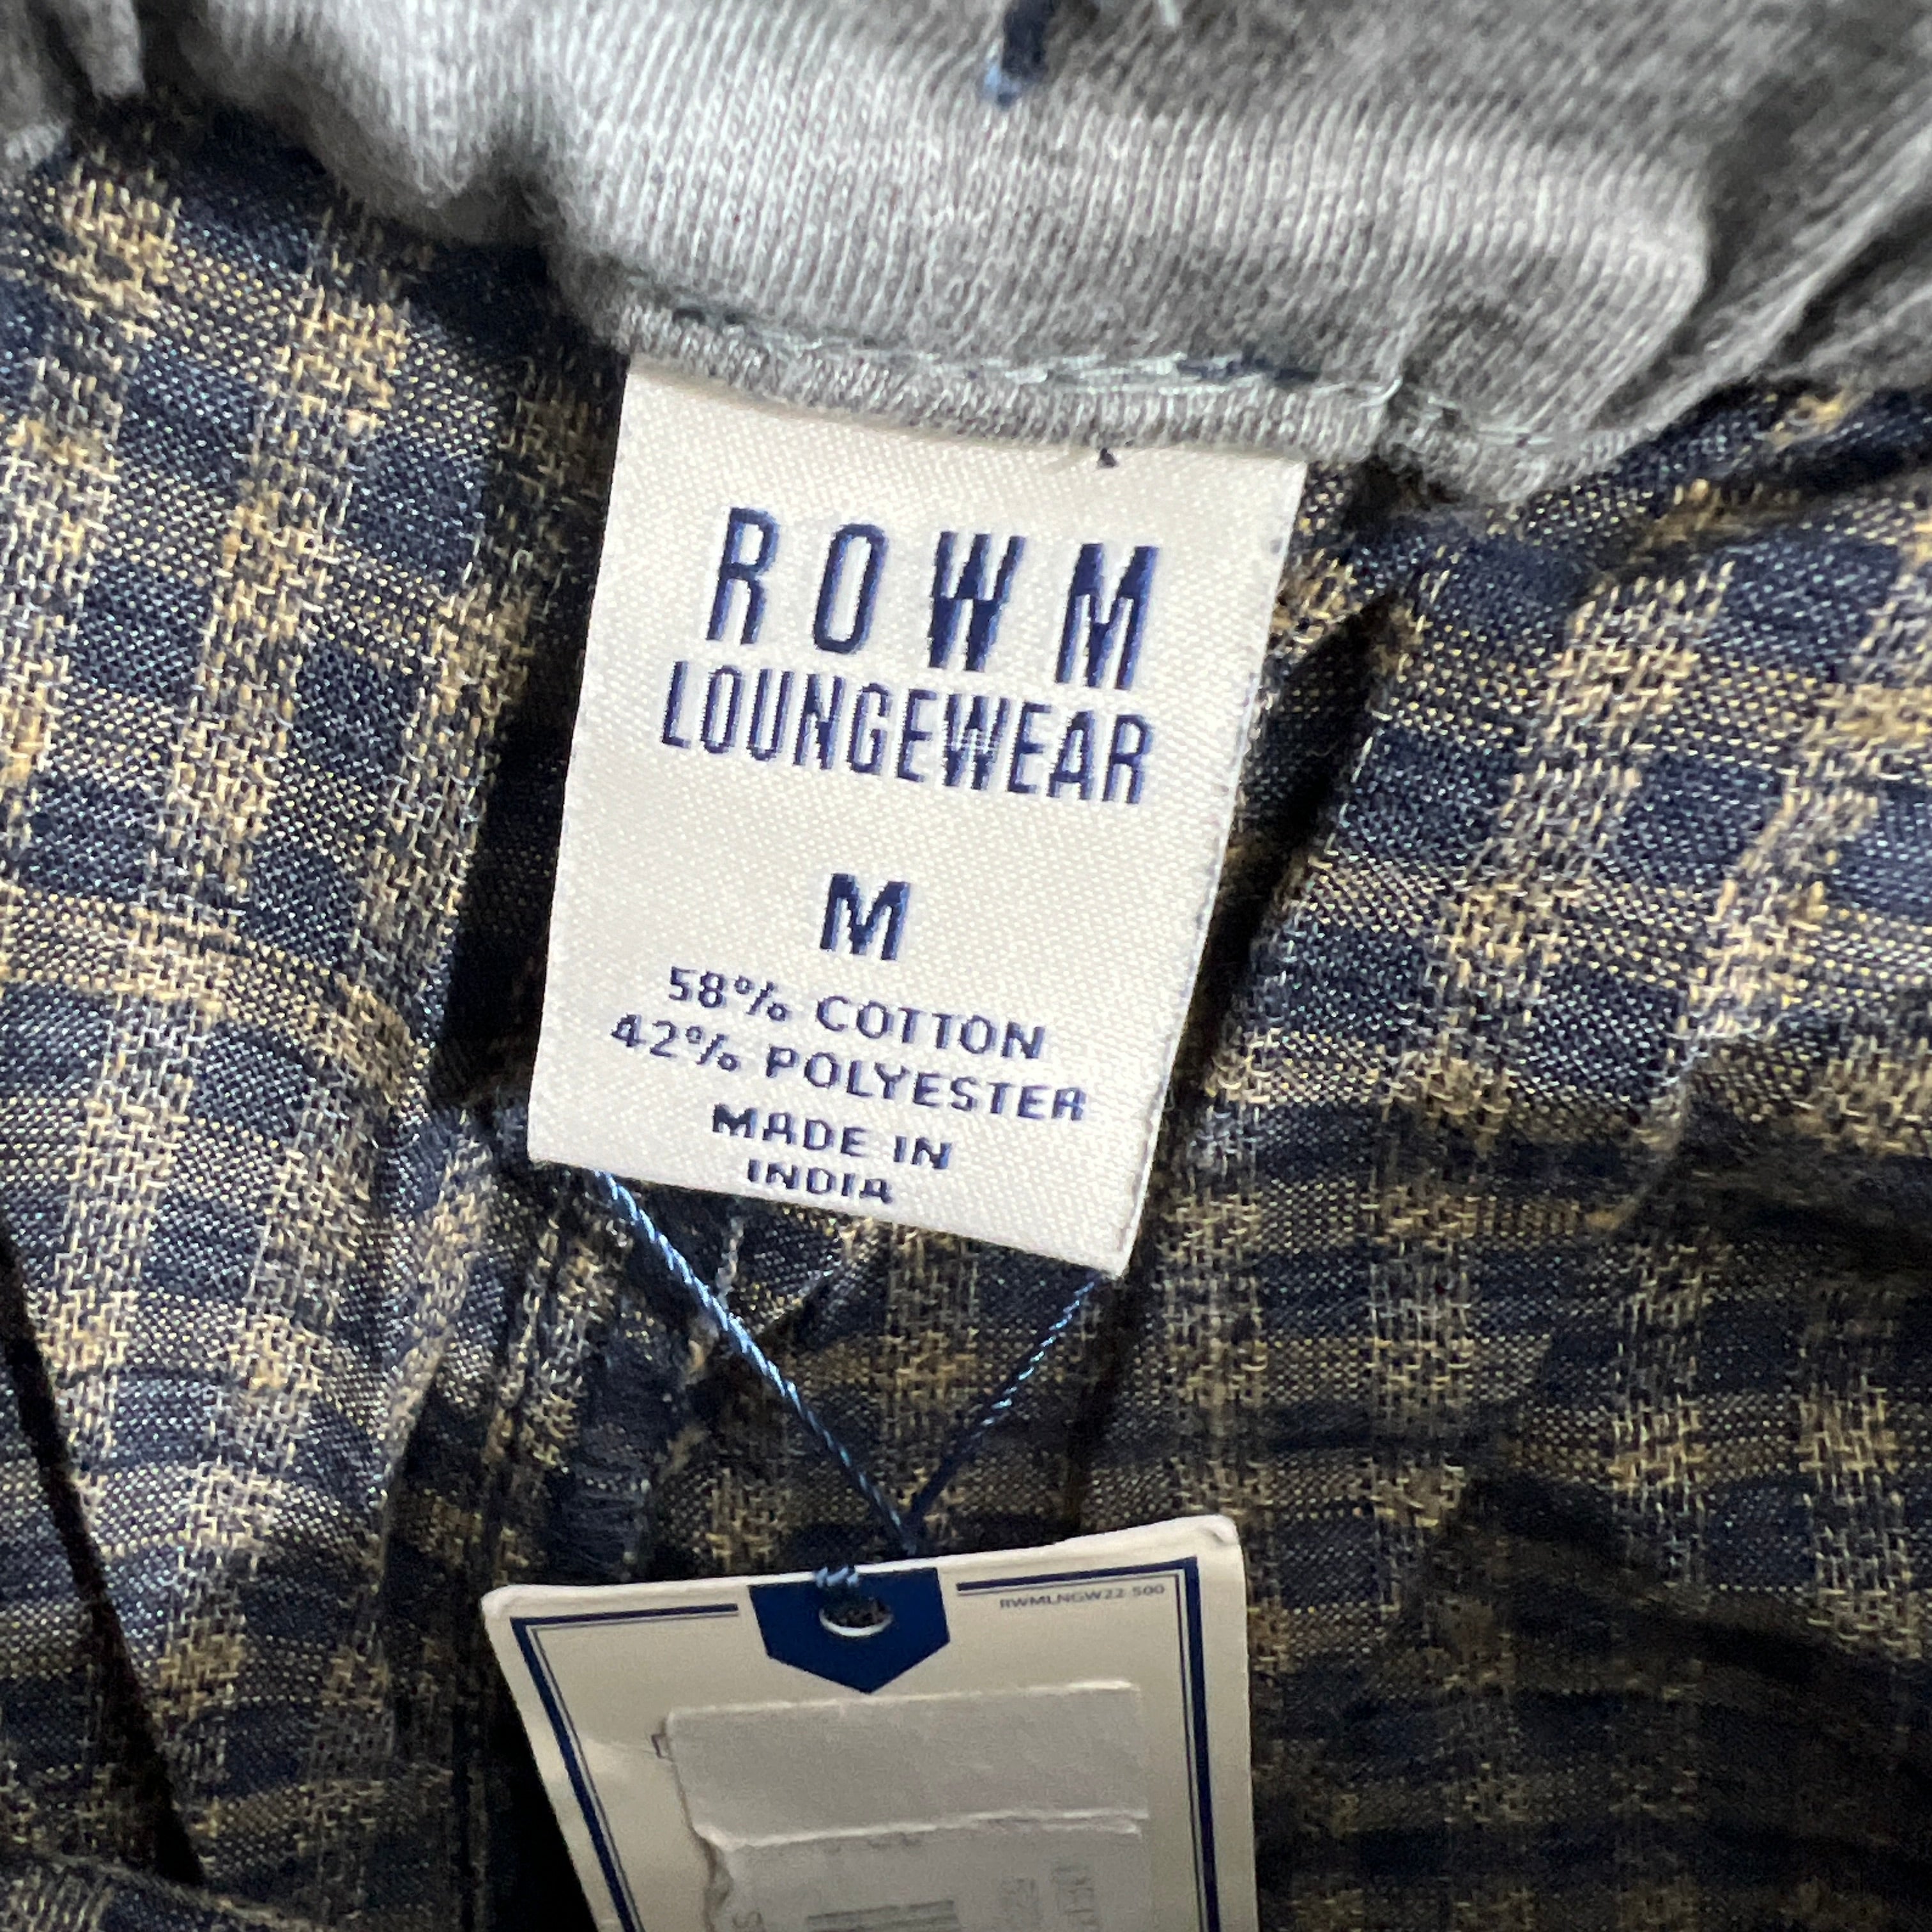 ROWM
LOUNGEWEAR
M
58% COTTON
42% POLYESTER
MADE IN
INDIA
RWMLNGW22-500